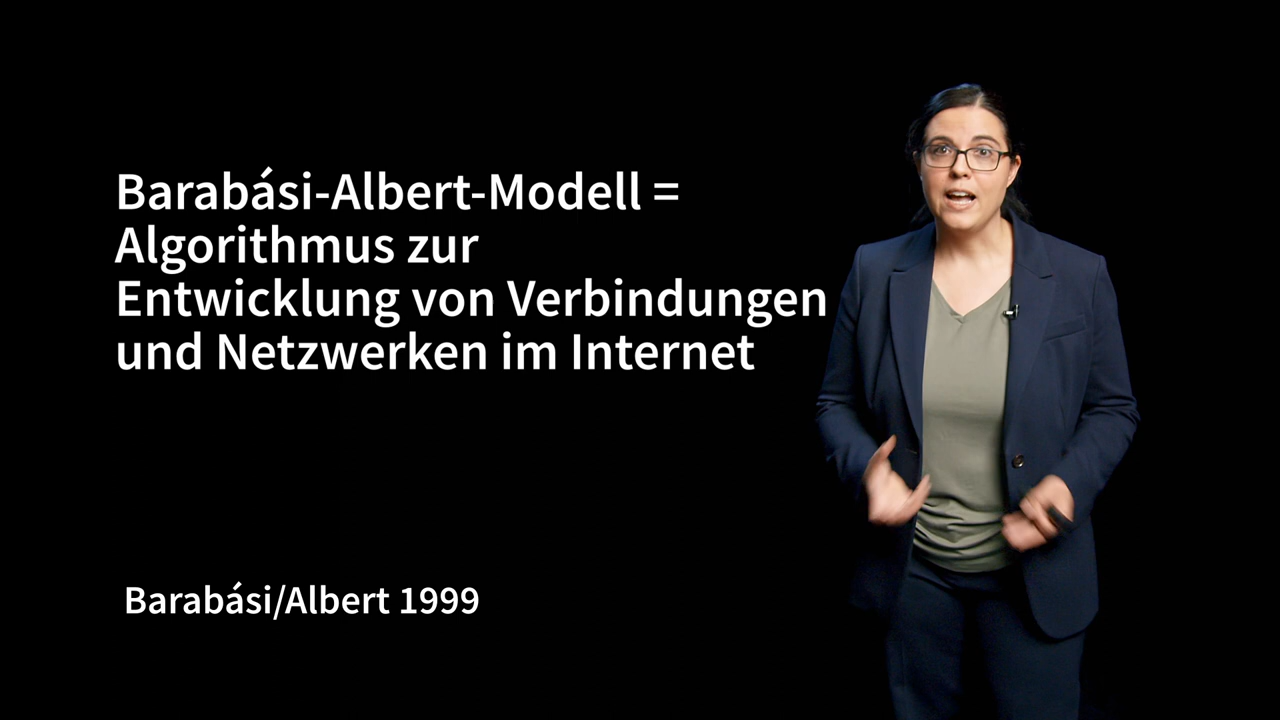 Barabási-Albert-Modell =
Algorithmus zur
Entwicklung von Verbindungen
und Netzwerken im Internet
Barabási/Albert 1999